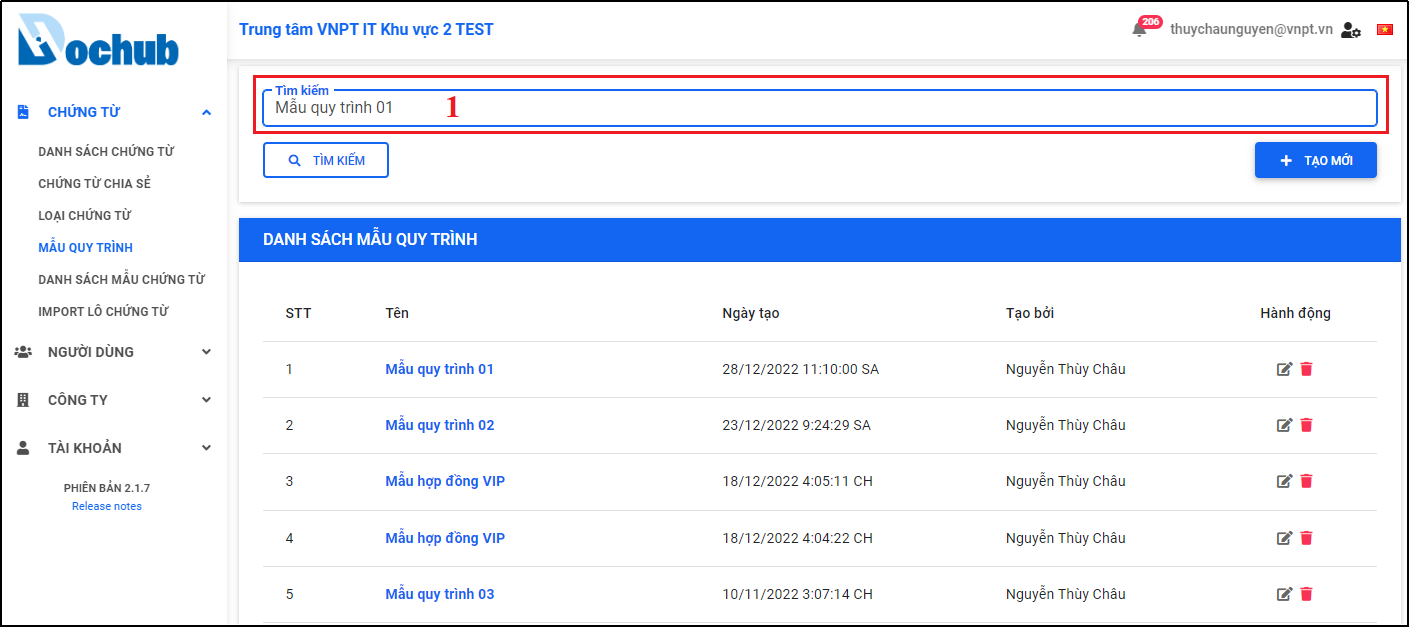 Dochub
Trung tâm VNPT IT Khu vực 2 TEST
206
thuychaunguyen@vnpt.vn
CHỨNG TỪ
DANH SÁCH CHỨNG TỪ
CHỨNG TỪ CHIA SẺ
LOẠI CHỨNG TỪ
MẪU QUY TRÌNH
DANH SÁCH MẪU CHỨNG TỪ
IMPORT LÔ CHỨNG TỪ
NGƯỜI DÙNG
CÔNG TY
TÀI KHOẢN
PHIÊN BẢN 2.1.7
Release notes
Tìm kiếm
Mẫu quy trình 01 1
TÌM KIẾM
TẠO MỚI
DANH SÁCH MẪU QUY TRÌNH
STT Tên Ngày tạo Tạo bởi Hành động
1 Mẫu quy trình 01 28/12/2022 11:10:00 SA Nguyễn Thùy Châu
2 Mẫu quy trình 02 23/12/2022 9:24:29 SA Nguyễn Thùy Châu
3 Mẫu hợp đồng VIP 18/12/2022 4:05:11 CH Nguyễn Thùy Châu
4 Mẫu hợp đồng VIP 18/12/2022 4:04:22 CH Nguyễn Thùy Châu
5 Mẫu quy trình 03 10/11/2022 3:07:14 CH Nguyễn Thùy Châu